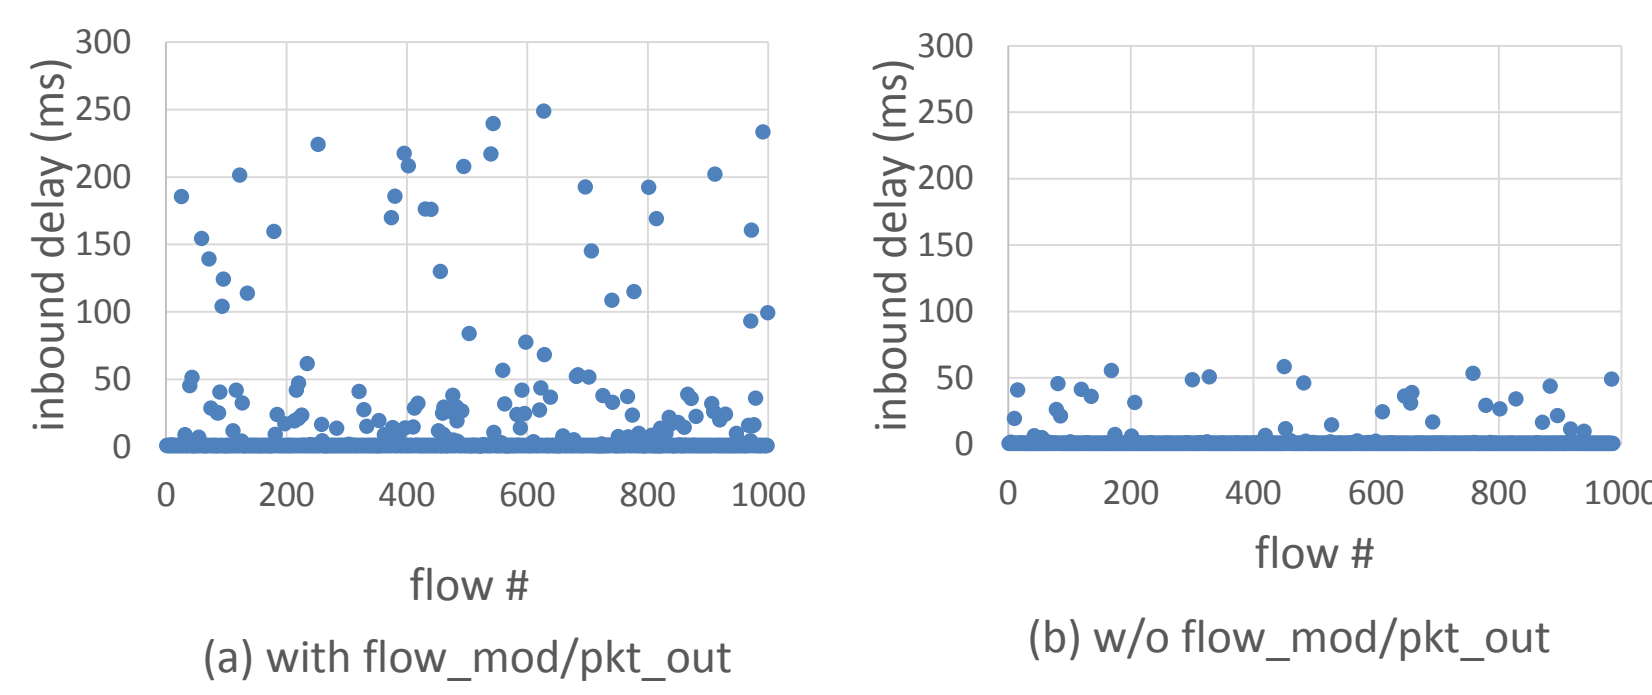 inbound delay (ms)
300
250
200
150
100
50
0
0 200 400 600 800 1000
flow #
(a) with flow_mod/pkt_out
inbound delay (ms)
300
250
200
150
100
50
0
0 200 400 600 800 1000
flow #
(b) w/o flow_mod/pkt_out